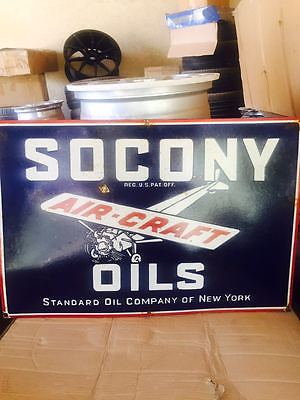 SOCONY
REG. U.S. PAT. OFF.
AIR-CRAFT
OILS
STANDARD OIL COMPANY OF NEW YORK